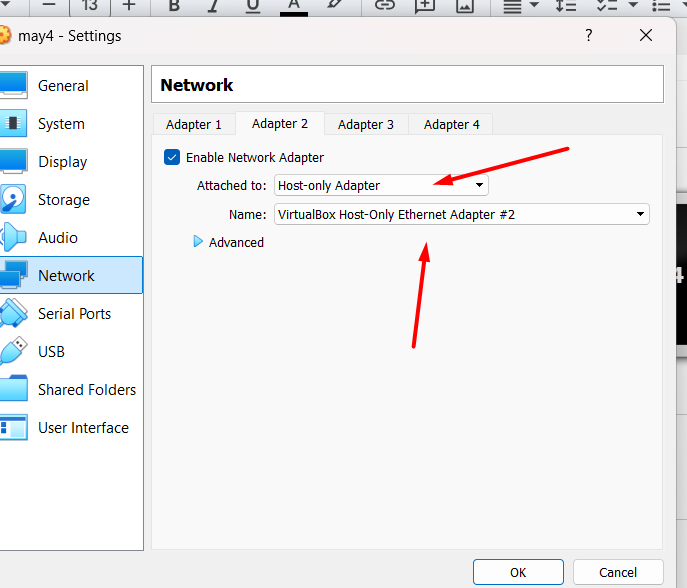 13
B I U A
may4 - Settings
?
General
System
Display
Storage
Audio
Network
Serial Ports
USB
Shared Folders
User Interface
Network
Adapter 1 Adapter 2 Adapter 3 Adapter 4
Enable Network Adapter
Attached to: Host-only Adapter
Name: VirtualBox Host-Only Ethernet Adapter #2
Advanced
4
OK Cancel